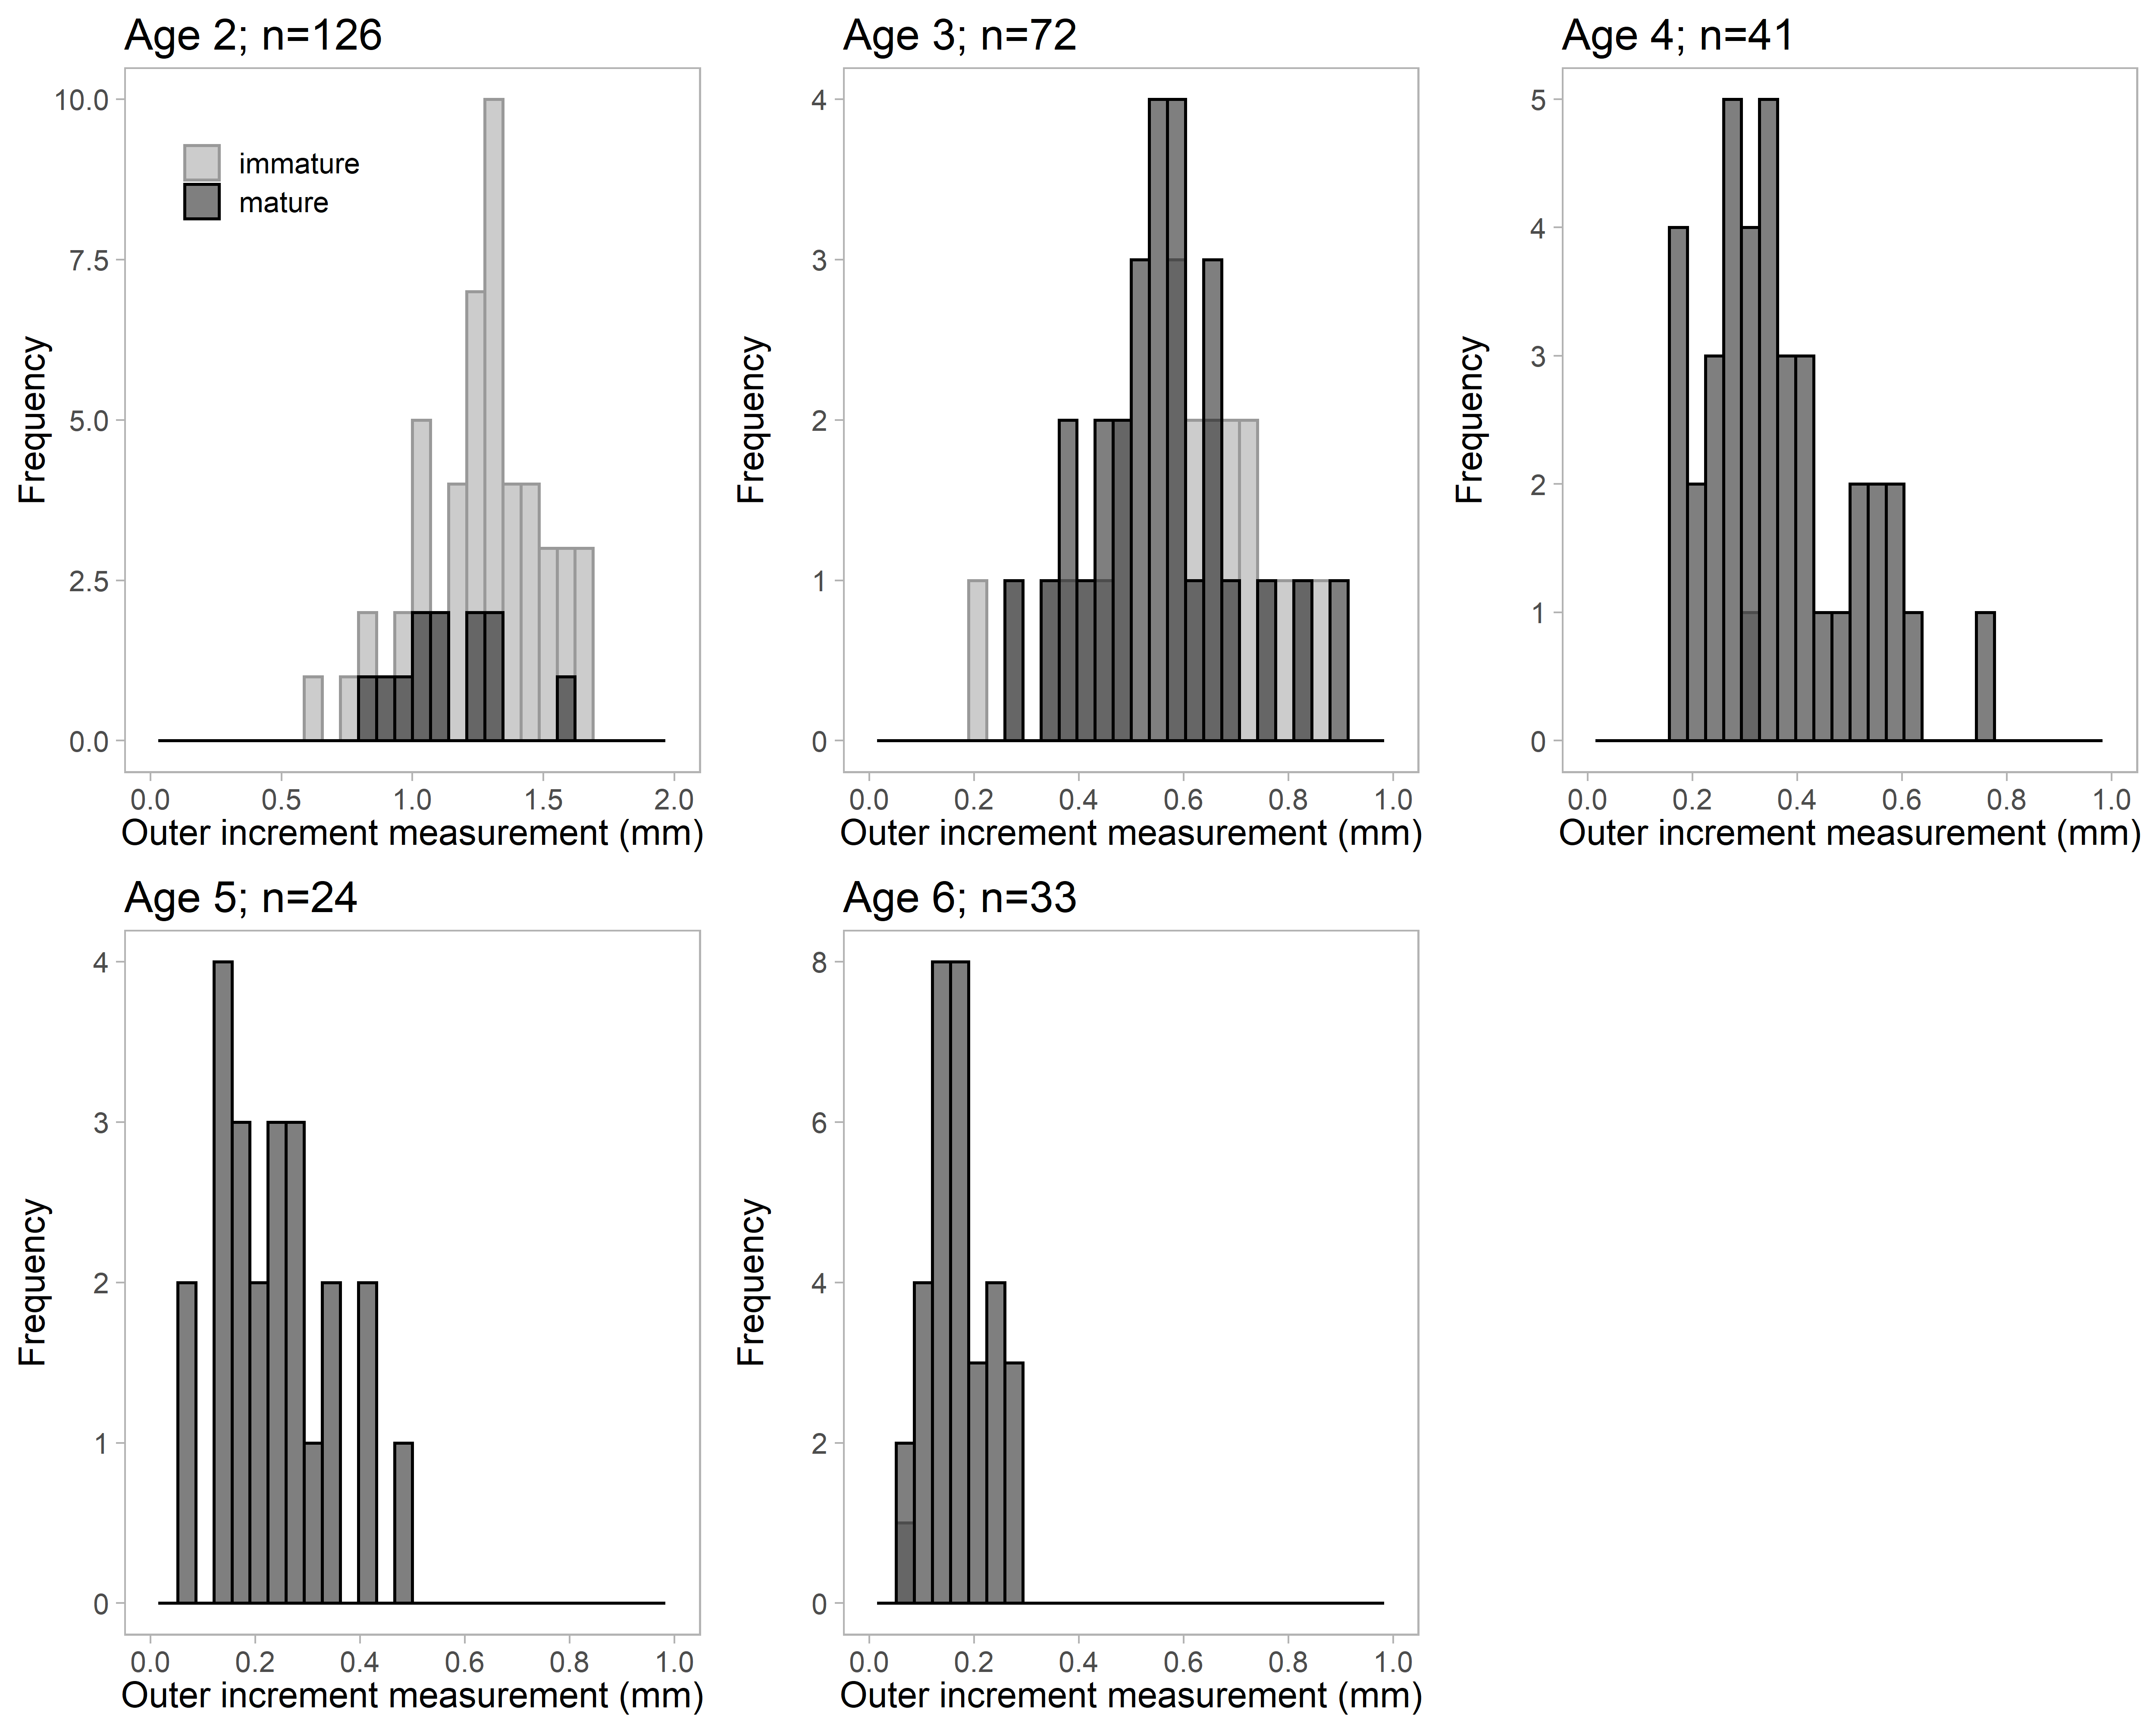 Age 2; n=126
10.0
7.5
5.0
2.5
0.0
Frequency
immature
mature
0.0 0.5 1.0 1.5 2.0
Outer increment measurement (mm)
Age 3; n=72
4
3
2
1
0
Frequency
0.0 0.2 0.4 0.6 0.8 1.0
Outer increment measurement (mm)
Age 4; n=41
5
4
3
2
1
0
Frequency
0.0 0.2 0.4 0.6 0.8 1.0
Outer increment measurement (mm)
Age 5; n=24
4
3
2
1
0
Frequency
0.0 0.2 0.4 0.6 0.8 1.0
Outer increment measurement (mm)
Age 6; n=33
8
6
4
2
0
Frequency
0.0 0.2 0.4 0.6 0.8 1.0
Outer increment measurement (mm)